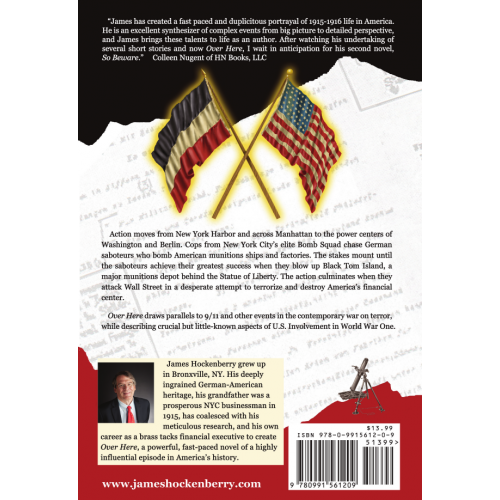 "James has created a fast paced and duplicitous portrayal of 1915-1916 life in America.
He is an excellent synthesizer of complex events from big picture to detailed perspective,
and James brings these talents to life as an author. After watching his undertaking of
several short stories and now Over Here, I wait in anticipation for his second novel,
So Beware." Colleen Nugent of HN Books, LLC
Action moves from New York Harbor and across Manhattan to the power centers of
Washington and Berlin. Cops from New York City's elite Bomb Squad chase German
saboteurs who bomb American munitions ships and factories. The stakes mount until
the saboteurs achieve their greatest success when they blow up Black Tom Island, a
major munitions depot behind the Statue of Liberty. The action culminates when they
attack Wall Street in a desperate attempt to terrorize and destroy America's financial
center.
Over Here draws parallels to 9/11 and other events in the contemporary war on terror,
while describing crucial but little-known aspects of U.S. Involvement in World War One.
James Hockenberry grew up
in Bronxville, NY. His deeply
ingrained German-American
heritage, his grandfather was a
prosperous NYC businessman in
1915, has coalesced with his
meticulous research, and his own
career as a brass tacks financial executive to create
Over Here, a powerful, fast-paced novel of a highly
influential episode in America's history.
www.jameshockenberry.com
$13.99
ISBN 978-0-9915612-0-9
51399>
9 780991 561209